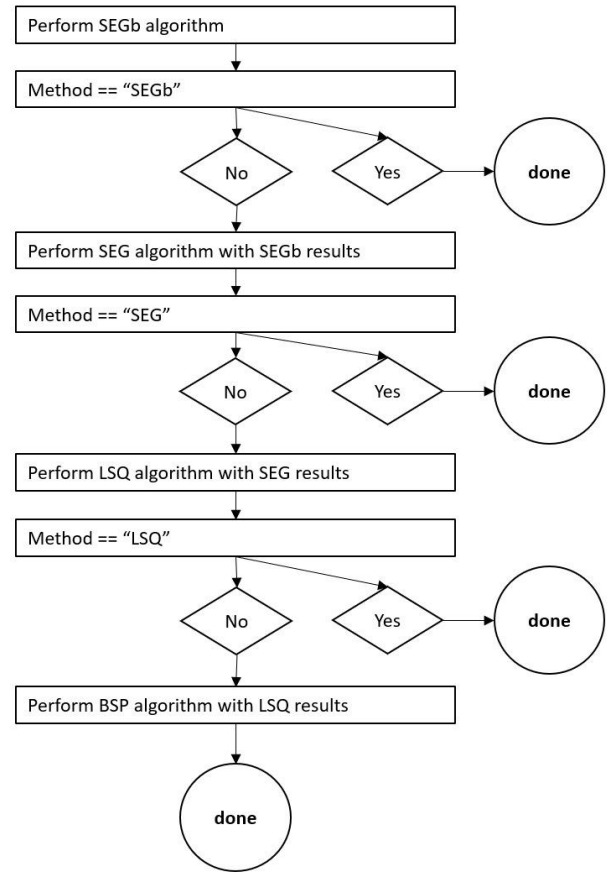 Perform SEGb algorithm
Method == “SEGb”
No
Yes
done
Perform SEG algorithm with SEGb results
Method == “SEG”
No
Yes
done
Perform LSQ algorithm with SEG results
Method == “LSQ”
No
Yes
done
Perform BSP algorithm with LSQ results
done